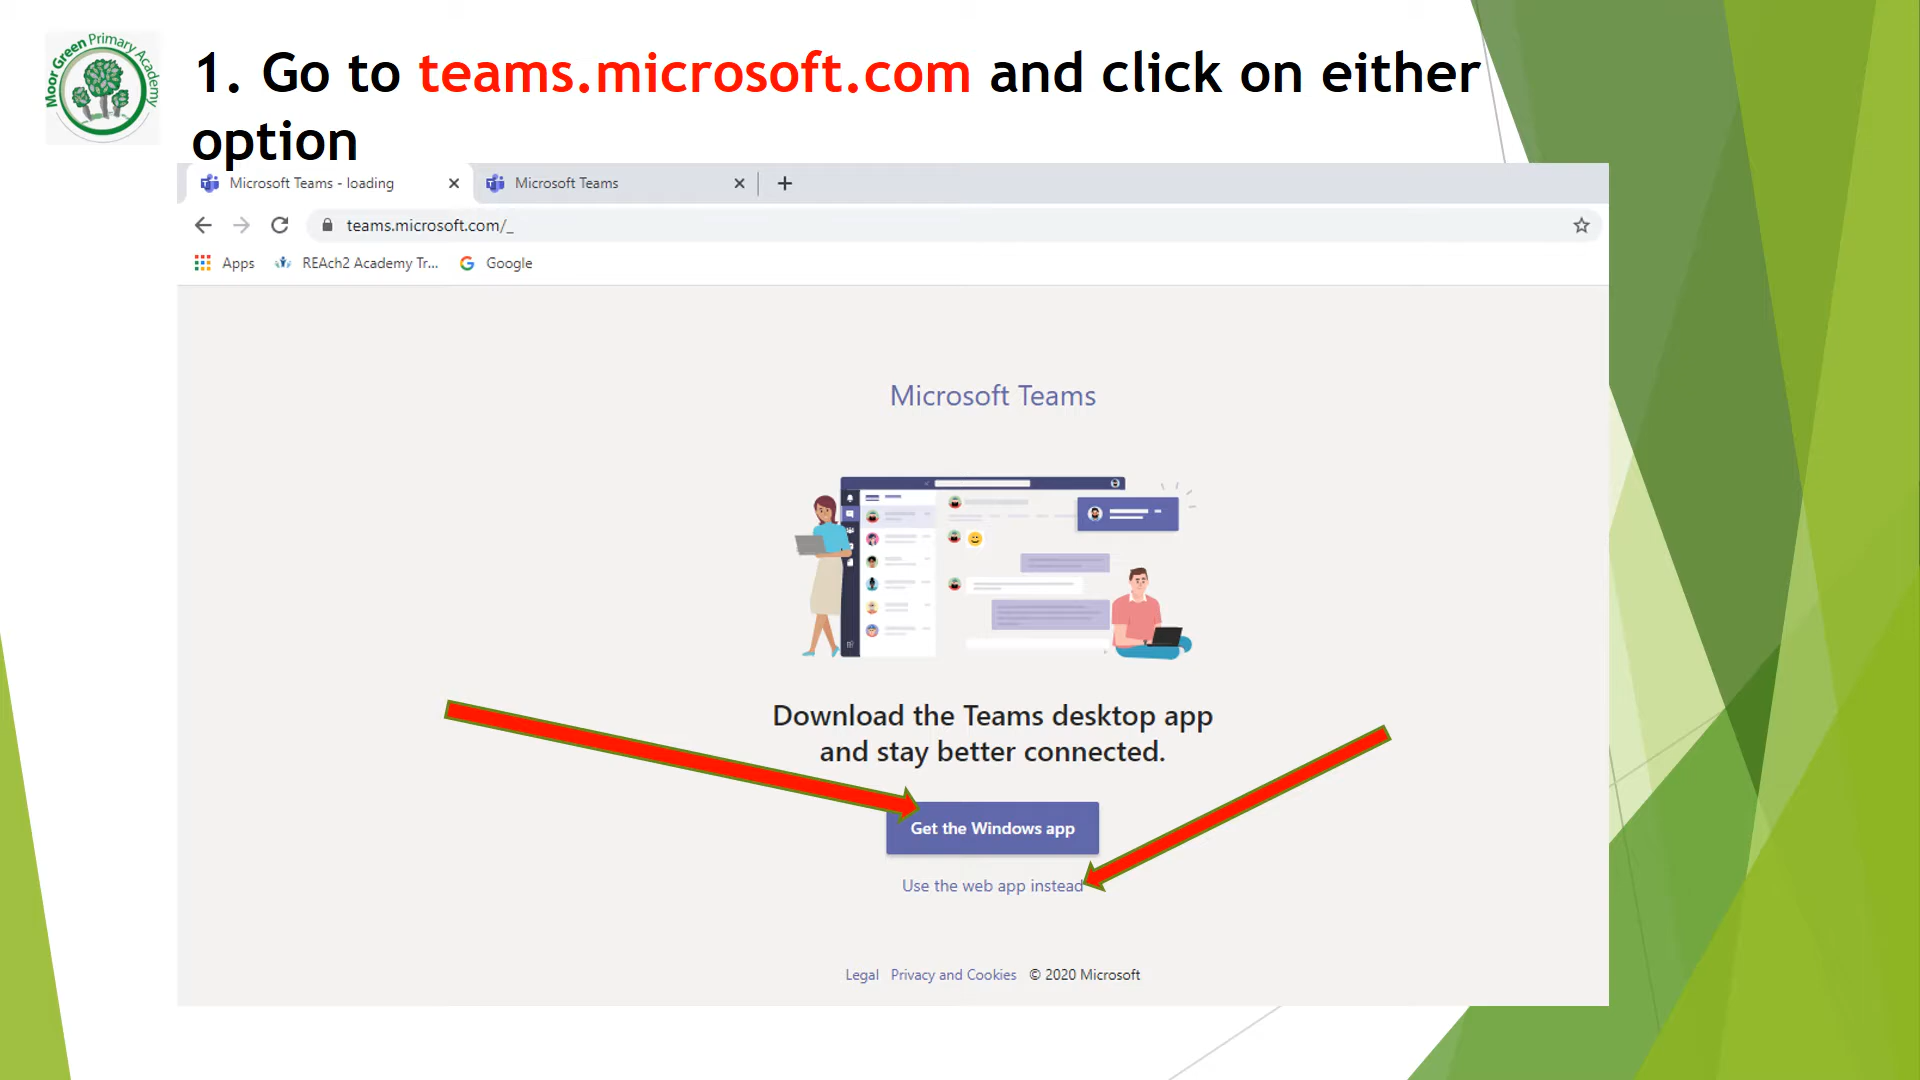 Moor Green Primary Academy
1. Go to teams.microsoft.com and click on either
option
Microsoft Teams - loading
Microsoft Teams
teams.microsoft.com/_
Apps
REAch2 Academy Tr...
Google
Microsoft Teams
Download the Teams desktop app
and stay better connected.
Get the Windows app
Use the web app instead
Legal Privacy and Cookies © 2020 Microsoft